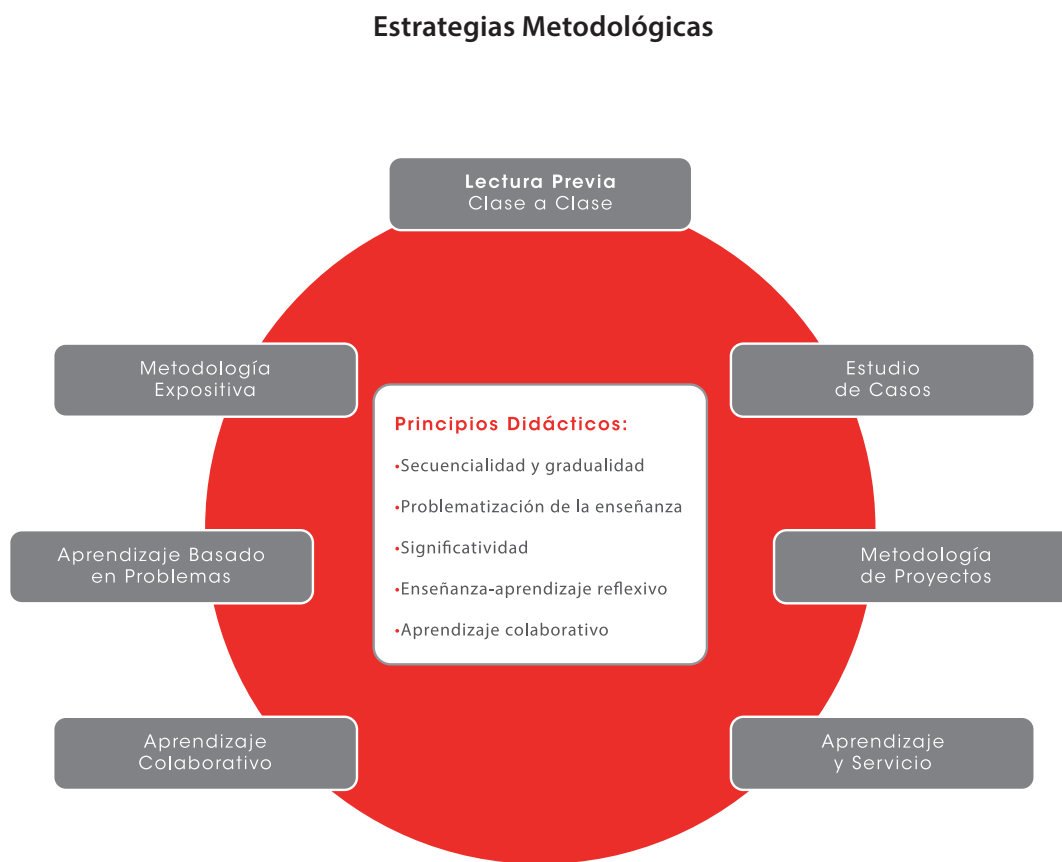 Estrategias Metodológicas
Lectura Previa
Clase a Clase
Metodología
Expositiva
Estudio
de Casos
Principios Didácticos:
•Secuencialidad y gradualidad
•Problematización de la enseñanza
•Significatividad
•Enseñanza-aprendizaje reflexivo
•Aprendizaje colaborativo
Aprendizaje Basado
en Problemas
Metodología
de Proyectos
Aprendizaje
Colaborativo
Aprendizaje
y Servicio